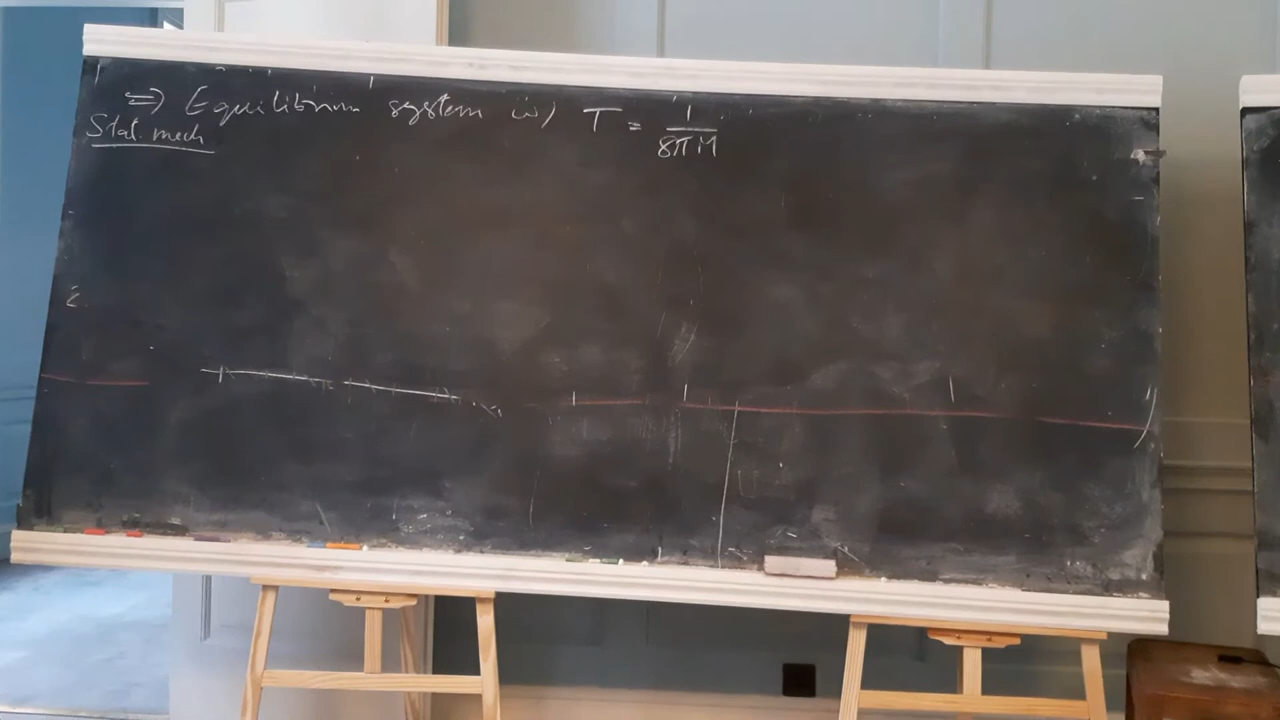 ⇒ Equilibrium system w/ T = 1/8πM
Stat. mech